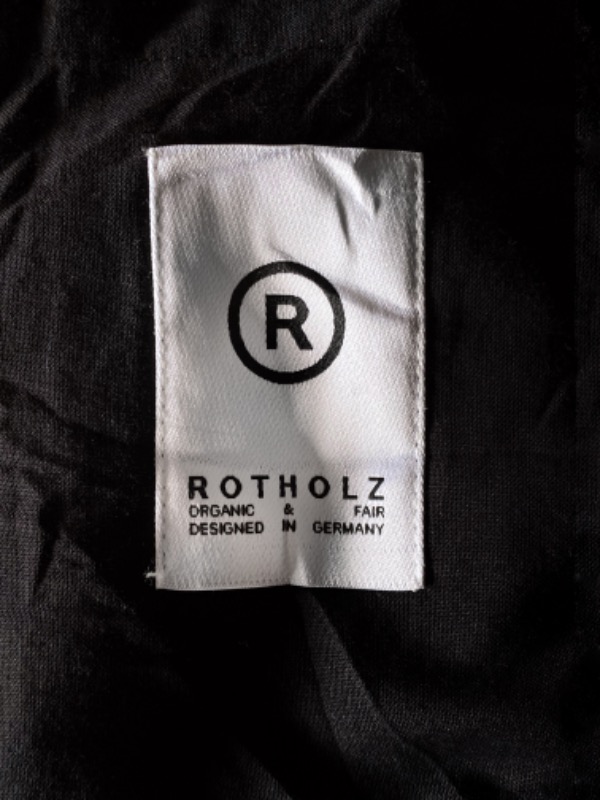 R
ROTHOLZ
ORGANIC & FAIR
DESIGNED IN GERMANY